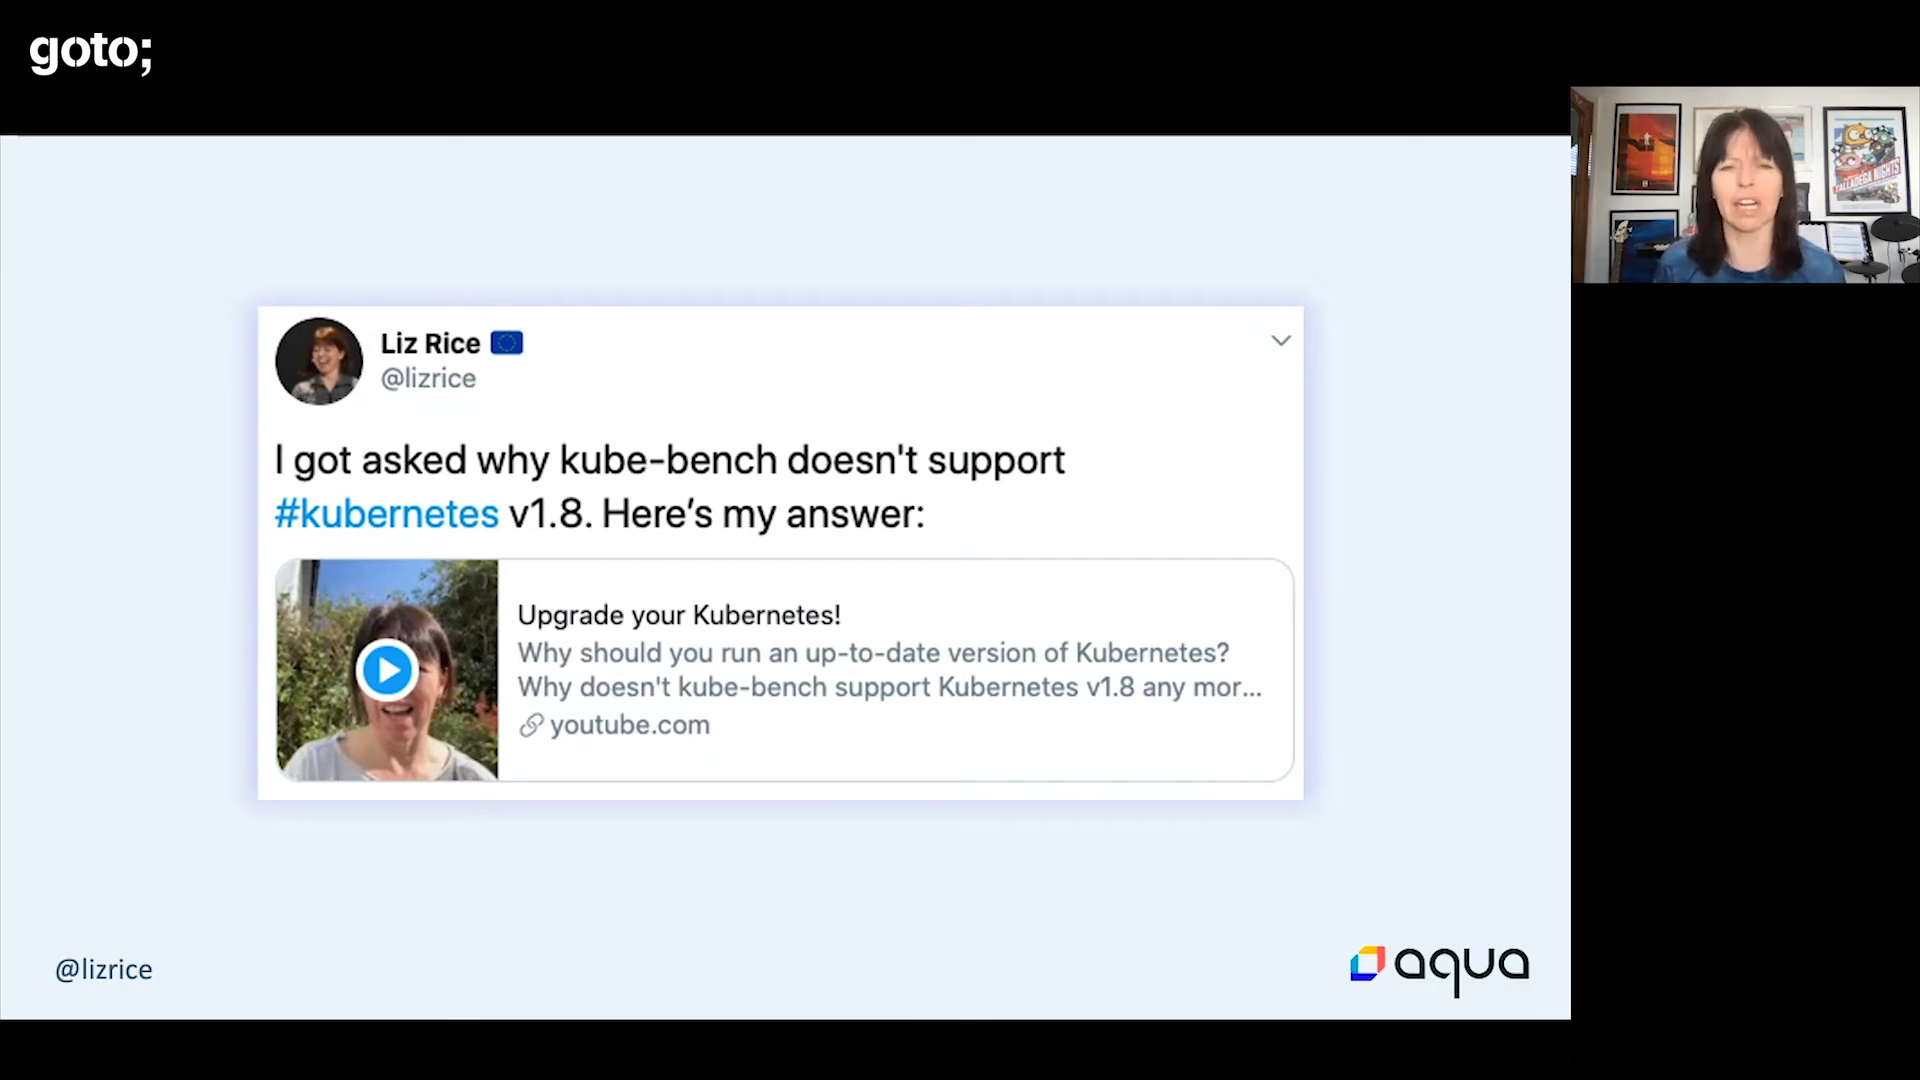 goto;
TALLADEGA NIGHTS
Liz Rice
@lizrice
I got asked why kube-bench doesn't support
#kubernetes v1.8. Here’s my answer:
Upgrade your Kubernetes!
Why should you run an up-to-date version of Kubernetes?
Why doesn't kube-bench support Kubernetes v1.8 any mor...
youtube.com
@lizrice
aqua